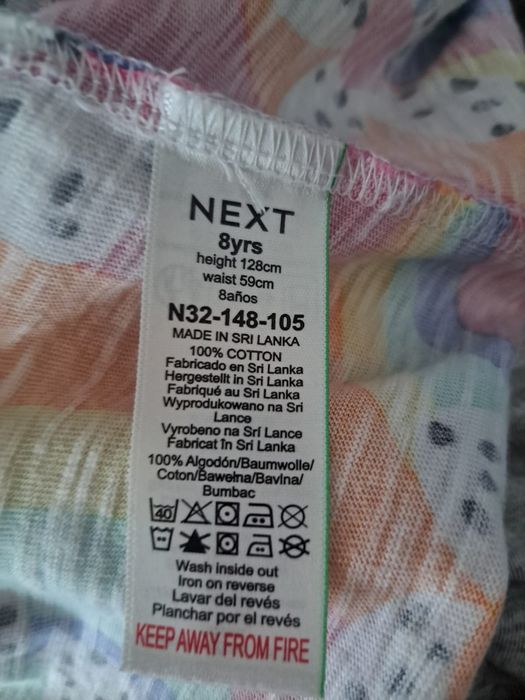 NEXT
8yrs
height 128cm
waist 59cm
8años
N32-148-105
MADE IN SRI LANKA
100% COTTON
Fabricado en Sri Lanka
Hergestellt in Sri Lanka
Fabriqué au Sri Lanka
Wyprodukowano na Sri
Lance
Vyrobeno na Srí Lance
Fabricat în Sri Lanka
100% Algodón/Baumwolle/
Coton/Bawełna/Bavlna/
Bumbac
40
Wash inside out
Iron on reverse
Lavar del revés
Planchar por el revés
KEEP AWAY FROM FIRE